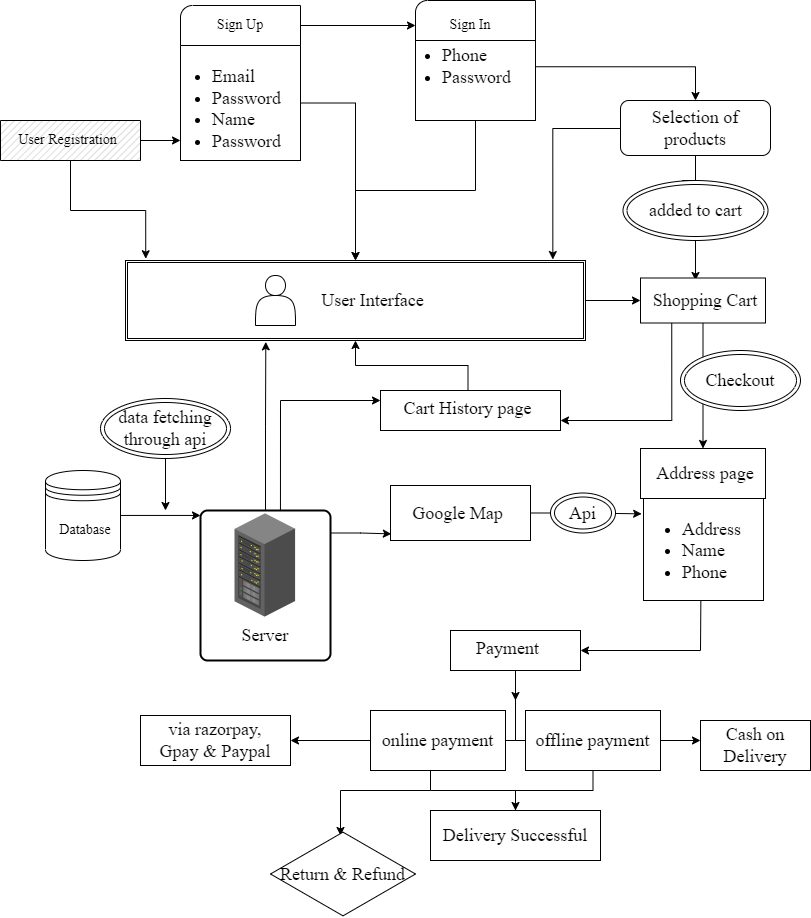 Sign Up
Sign In
• Phone
• Password
• Email
• Password
• Name
• Password
User Registration
Selection of
products
added to cart
User Interface
Shopping Cart
Checkout
Cart History page
data fetching
through api
Address page
Database
Google Map
Api
• Address
• Name
• Phone
Server
Payment
via razorpay,
Gpay & Paypal
online payment
offline payment
Cash on
Delivery
Delivery Successful
Return & Refund